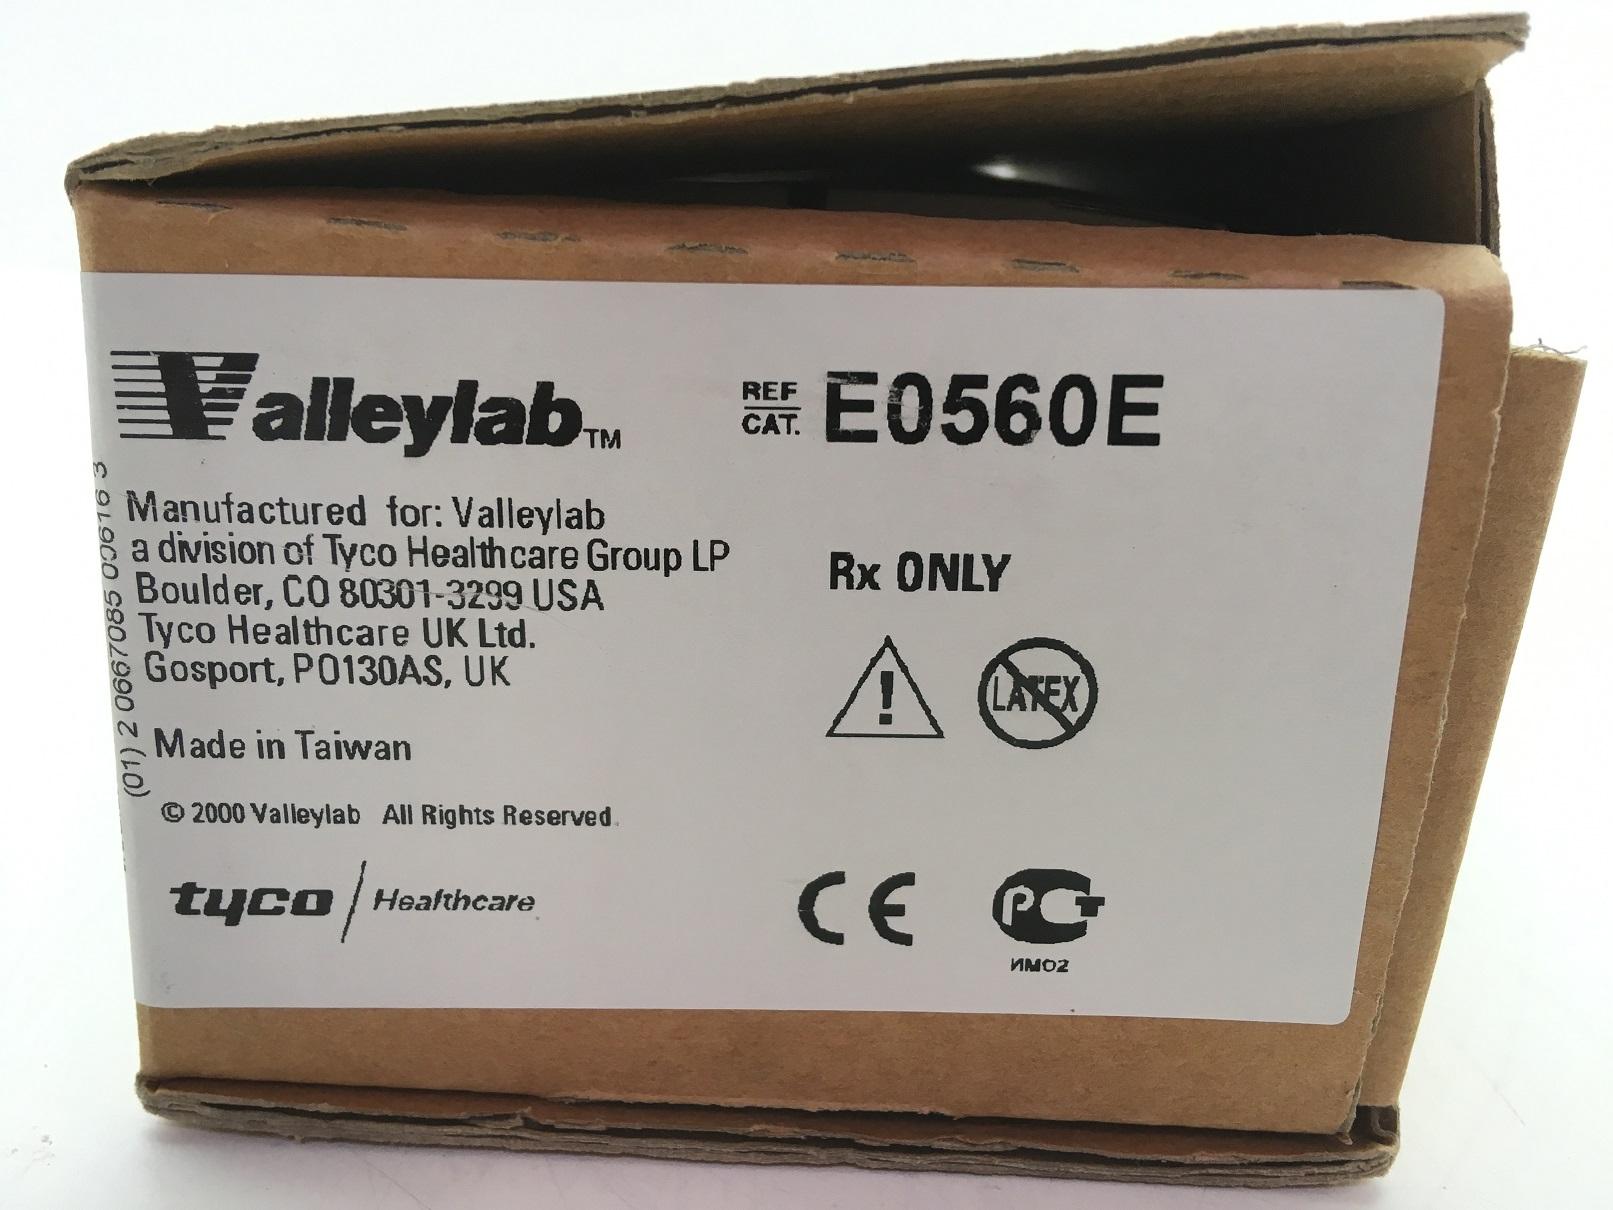 Valleylab™
REF
CAT. E0560E
Manufactured for: Valleylab
a division of Tyco Healthcare Group LP
Boulder, CO 80301-3299 USA
Tyco Healthcare UK Ltd.
Gosport, PO130AS, UK
Made in Taiwan
© 2000 Valleylab All Rights Reserved.
tyco / Healthcare
Rx ONLY
!
LATEX
CE
РСТ
ИМ02
(01) 2 0667085 00616 3